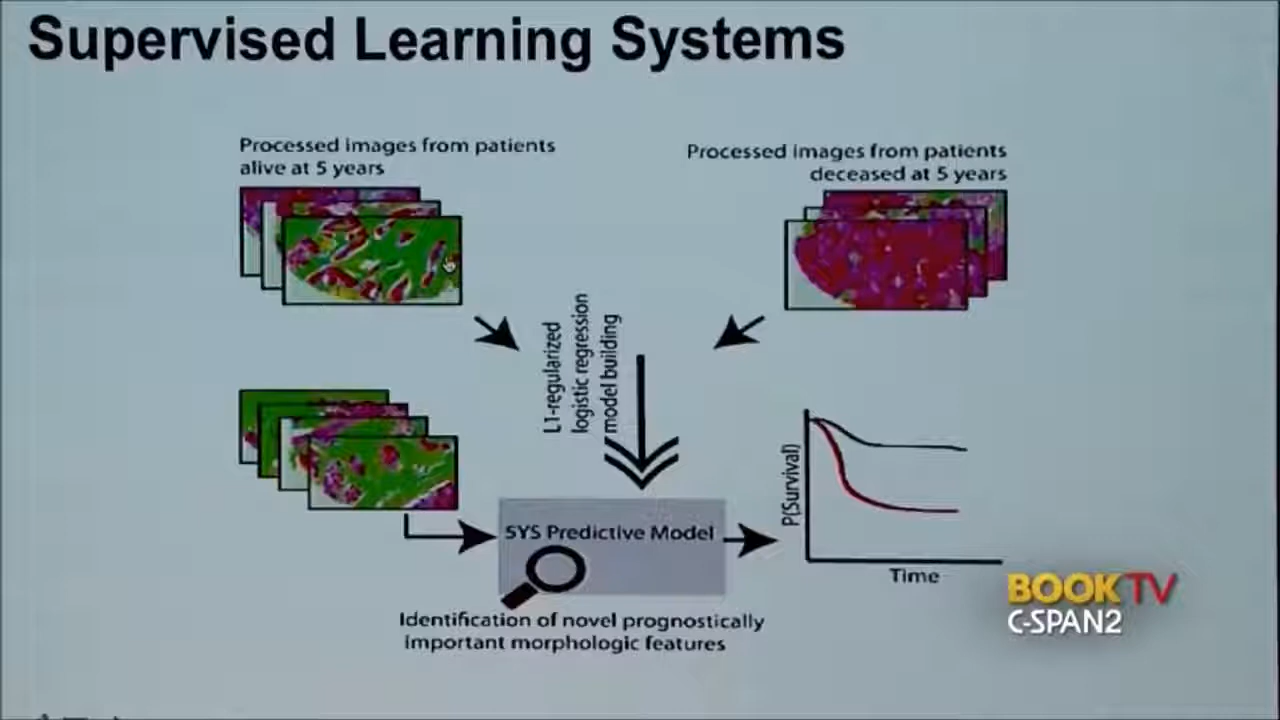 Supervised Learning Systems
Processed images from patients
alive at 5 years
Processed images from patients
deceased at 5 years
L1-regularized
logistic regression
model building
P(Survival)
5YS Predictive Model
Time
Identification of novel prognostically
important morphologic features
BOOK TV
C-SPAN2